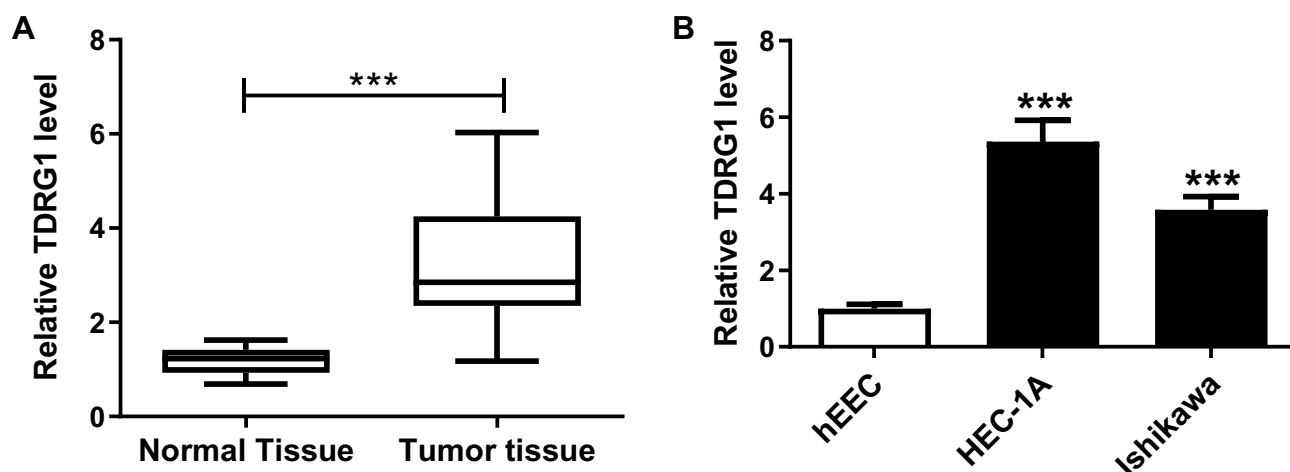 A
Relative TDRG1 level
8
6
4
2
0
***
Normal Tissue
Tumor tissue
B
Relative TDRG1 level
8
6
4
2
0
***
***
hEEC
HEC-1A
Ishikawa